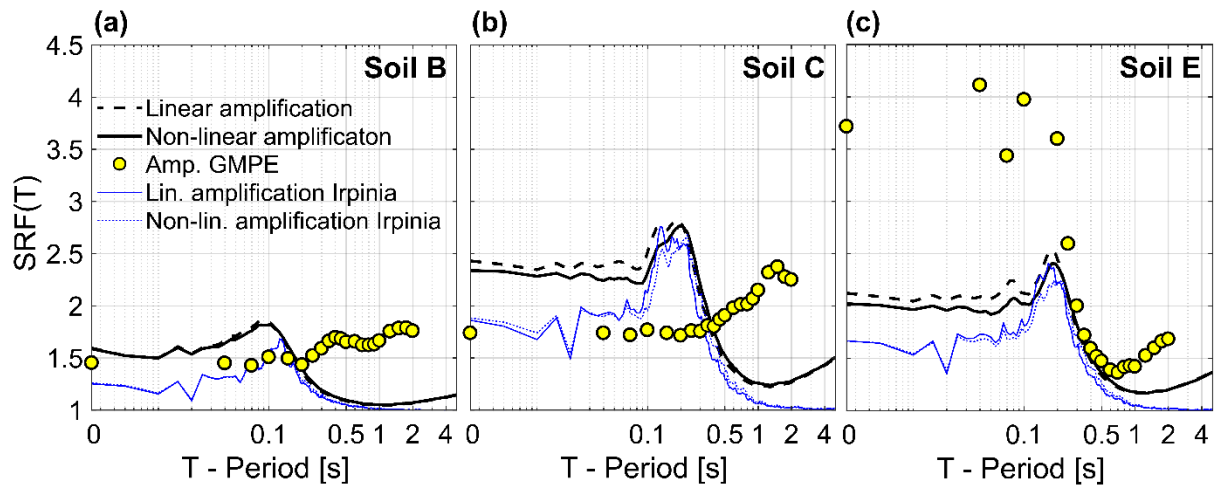 (a)
(b)
(c)
Soil B
Soil C
Soil E
SRF(T)
4.5
4
3.5
3
2.5
2
1.5
1
Linear amplification
Non-linear amplificaton
Amp. GMPE
Lin. amplification Irpinia
Non-lin. amplification Irpinia
0 0.1 0.5 1 2 4
0 0.1 0.5 1 2 4
0 0.1 0.5 1 2 4
T - Period [s]
T - Period [s]
T - Period [s]